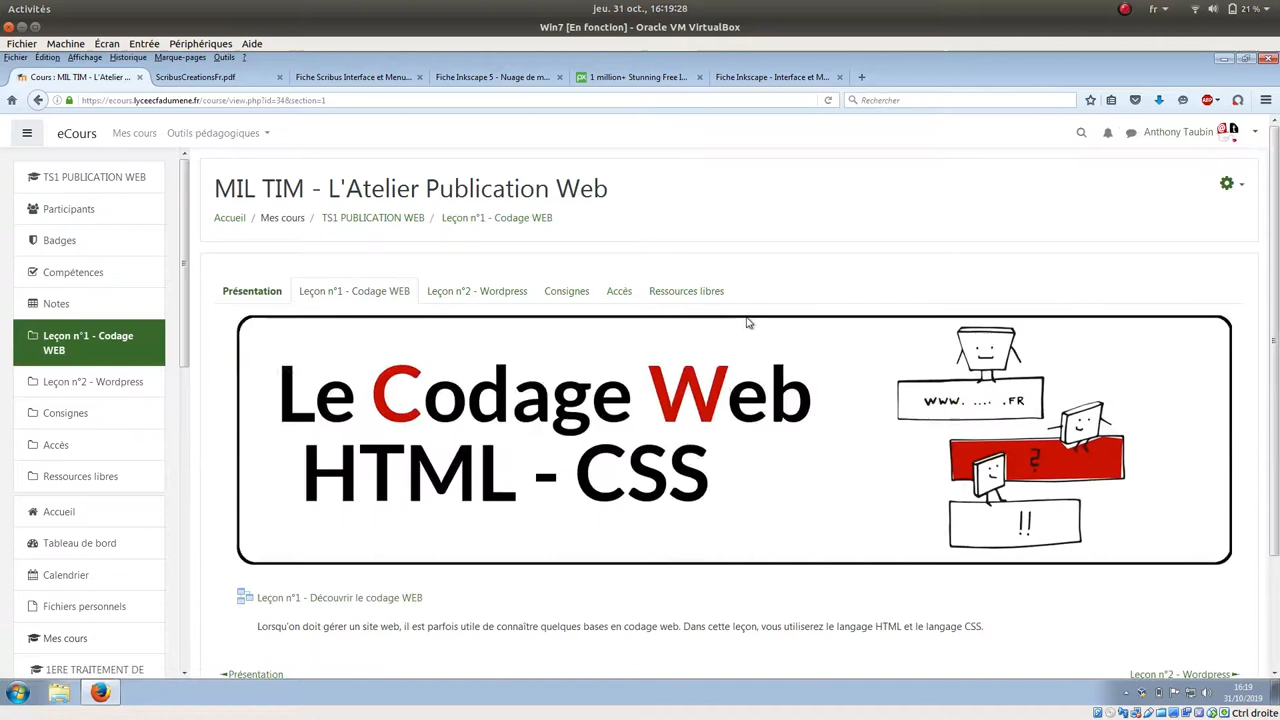 Activités
jeu. 31 oct., 16:19:28
fr
21 %
Win7 [En fonction] - Oracle VM VirtualBox
Fichier Machine Écran Entrée Périphériques Aide
Fichier Édition Affichage Historique Marque-pages Outils ?
Cours : MIL TIM - L'Atelier ...
ScribusCreationsFr.pdf
Fiche Scribus Interface et Menu...
Fiche Inkscape 5 - Nuage de m...
1 million+ Stunning Free I...
Fiche Inkscape - Interface et M...
https://ecours.lyceecfadumene.fr/course/view.php?id=34&section=1
Rechercher
eCours Mes cours Outils pédagogiques
Anthony Taubin
TS1 PUBLICATION WEB
Participants
Badges
Compétences
Notes
Leçon n°1 - Codage
WEB
Leçon n°2 - Wordpress
Consignes
Accès
Ressources libres
Accueil
Tableau de bord
Calendrier
Fichiers personnels
Mes cours
1ERE TRAITEMENT DE
MIL TIM - L'Atelier Publication Web
Accueil / Mes cours / TS1 PUBLICATION WEB / Leçon n°1 - Codage WEB
Présentation Leçon n°1 - Codage WEB Leçon n°2 - Wordpress Consignes Accès Ressources libres
Le Codage Web
HTML - CSS
WWW. .... .FR
?
!!
Leçon n°1 - Découvrir le codage WEB
Lorsqu'on doit gérer un site web, il est parfois utile de connaître quelques bases en codage web. Dans cette leçon, vous utiliserez le langage HTML et le langage CSS.
◄Présentation
Leçon n°2 - Wordpress►
16:19
31/10/2019
Ctrl droite